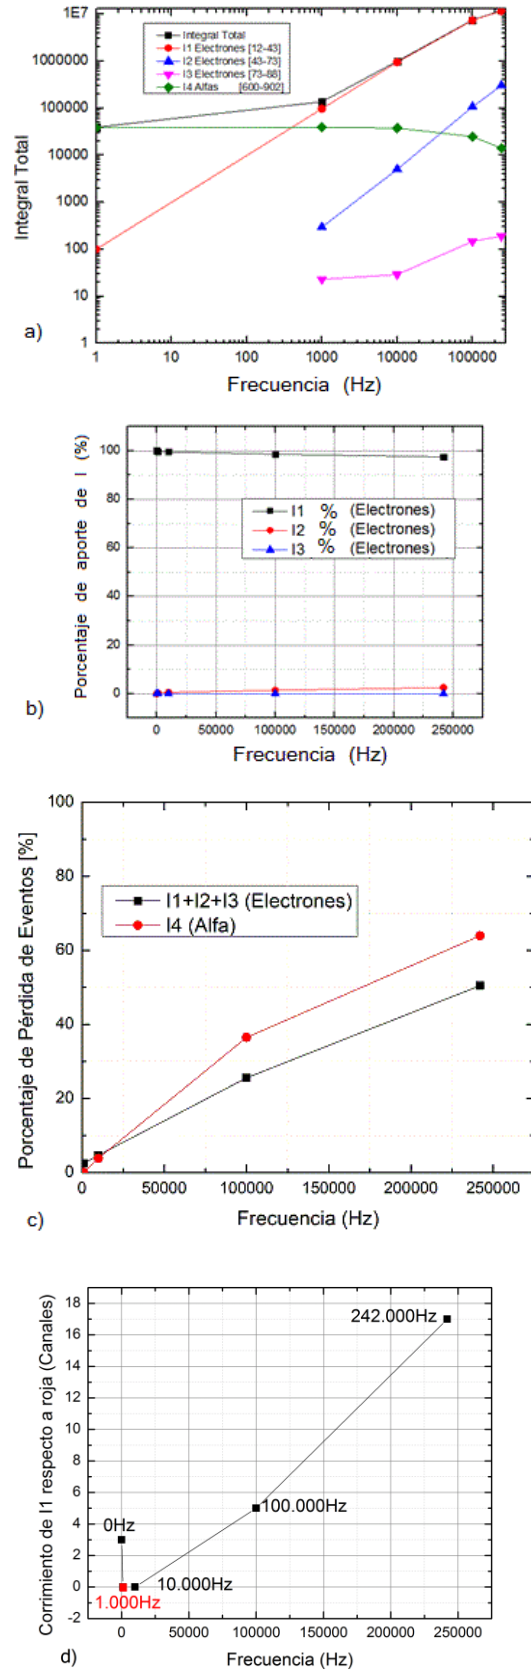 Integral Total
I1 Electrones [12-43]
I2 Electrones [43-73]
I3 Electrones [73-88]
I4 Alfas [600-902]
1E7
1000000
100000
10000
1000
100
10
1
Integral Total
1 10 100 1000 10000 100000
Frecuencia (Hz)
a)
Porcentaje de aporte de I (%)
100
80
60
40
20
0
I1 % (Electrones)
I2 % (Electrones)
I3 % (Electrones)
0 50000 100000 150000 200000 250000
Frecuencia (Hz)
b)
Porcentaje de Pérdida de Eventos [%]
100
80
60
40
20
0
I1+I2+I3 (Electrones)
I4 (Alfa)
0 50000 100000 150000 200000 250000
Frecuencia (Hz)
c)
Corrimiento de I1 respecto a roja (Canales)
18
16
14
12
10
8
6
4
2
0
-2
242.000Hz
100.000Hz
0Hz
10.000Hz
1.000Hz
0 50000 100000 150000 200000 250000
Frecuencia (Hz)
d)